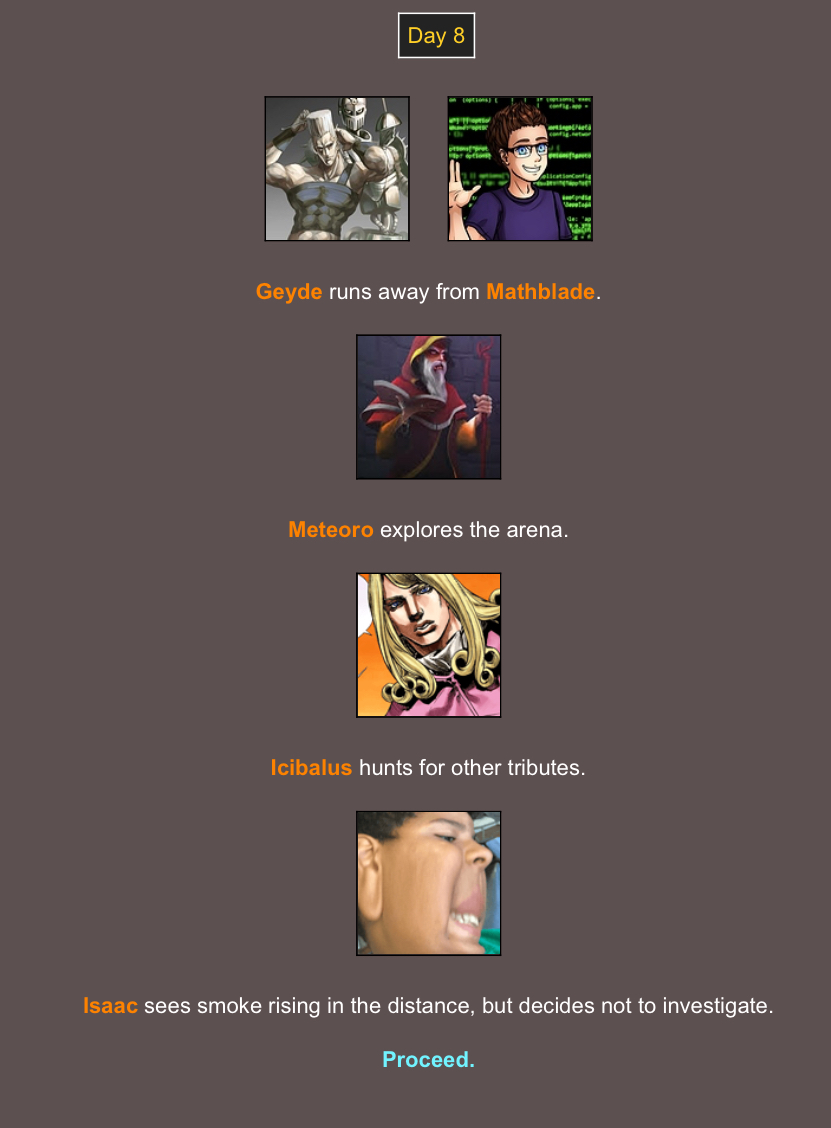 Day 8
Geyde runs away from Mathblade.
Meteoro explores the arena.
Icibalus hunts for other tributes.
Isaac sees smoke rising in the distance, but decides not to investigate.
Proceed.